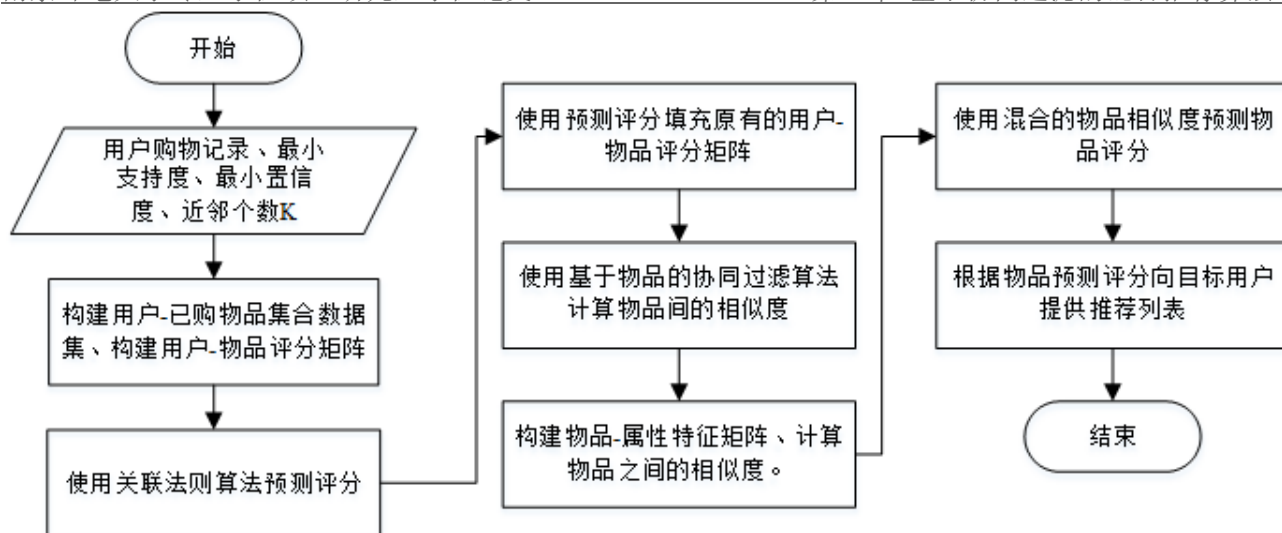 开始
用户购物记录、最小
支持度、最小置信
度、近邻个数K
构建用户-已购物品集合数据
集、构建用户-物品评分矩阵
使用关联法则算法预测评分
使用预测评分填充原有的用户-
物品评分矩阵
使用基于物品的协同过滤算法
计算物品间的相似度
构建物品-属性特征矩阵、计算
物品之间的相似度。
使用混合的物品相似度预测物
品评分
根据物品预测评分向目标用户
提供推荐列表
结束